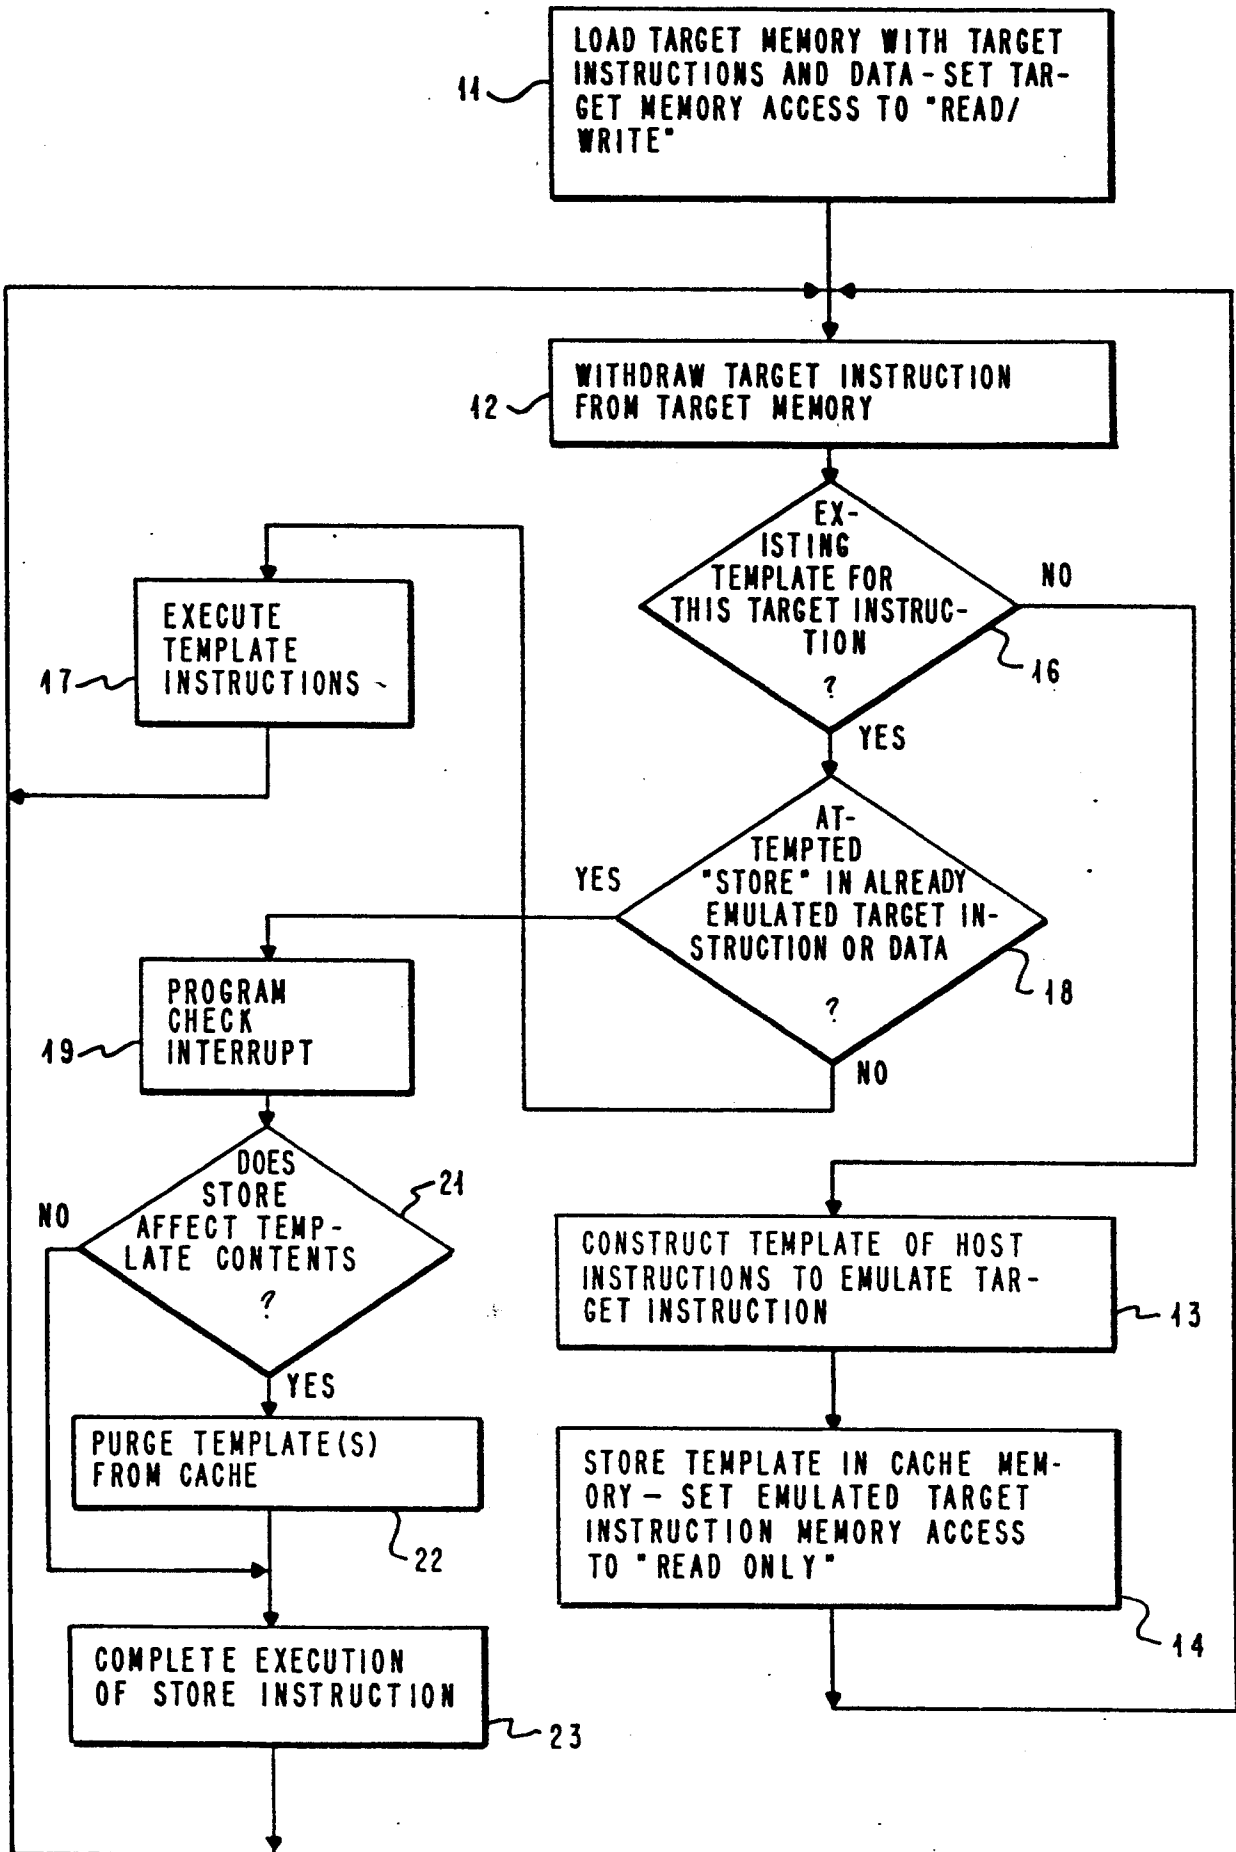 LOAD TARGET MEMORY WITH TARGET
INSTRUCTIONS AND DATA - SET TAR-
GET MEMORY ACCESS TO "READ/
WRITE"
11
WITHDRAW TARGET INSTRUCTION
FROM TARGET MEMORY
12
EX-
ISTING
TEMPLATE FOR
THIS TARGET INSTRUC-
TION
?
NO
16
YES
EXECUTE
TEMPLATE
INSTRUCTIONS
17
AT-
TEMPTED
"STORE" IN ALREADY
EMULATED TARGET IN-
STRUCTION OR DATA
?
YES
18
NO
PROGRAM
CHECK
INTERRUPT
19
DOES
STORE
AFFECT TEMP-
LATE CONTENTS
?
21
NO
YES
CONSTRUCT TEMPLATE OF HOST
INSTRUCTIONS TO EMULATE TAR-
GET INSTRUCTION
13
PURGE TEMPLATE(S)
FROM CACHE
22
STORE TEMPLATE IN CACHE MEM-
ORY - SET EMULATED TARGET
INSTRUCTION MEMORY ACCESS
TO "READ ONLY"
14
COMPLETE EXECUTION
OF STORE INSTRUCTION
23